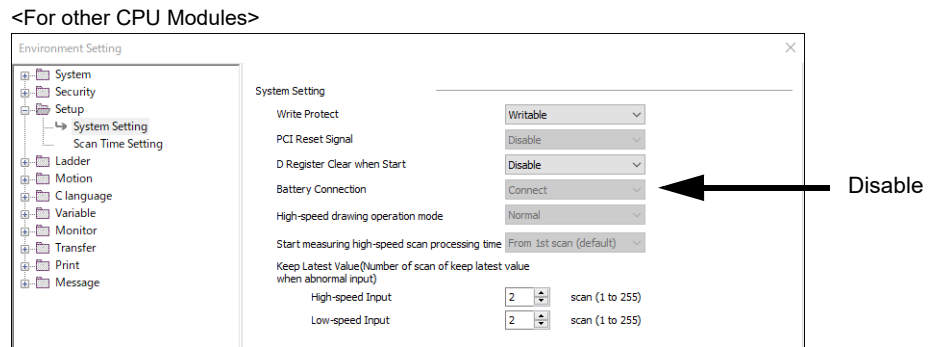 <For other CPU Modules>
Environment Setting
System
Security
Setup
System Setting
Scan Time Setting
Ladder
Motion
C language
Variable
Monitor
Transfer
Print
Message
System Setting
Write Protect Writable
PCI Reset Signal Disable
D Register Clear when Start Disable
Battery Connection Connect
High-speed drawing operation mode Normal
Start measuring high-speed scan processing time From 1st scan (default)
Keep Latest Value(Number of scan of keep latest value
when abnormal input)
High-speed Input 2 scan (1 to 255)
Low-speed Input 2 scan (1 to 255)
Disable